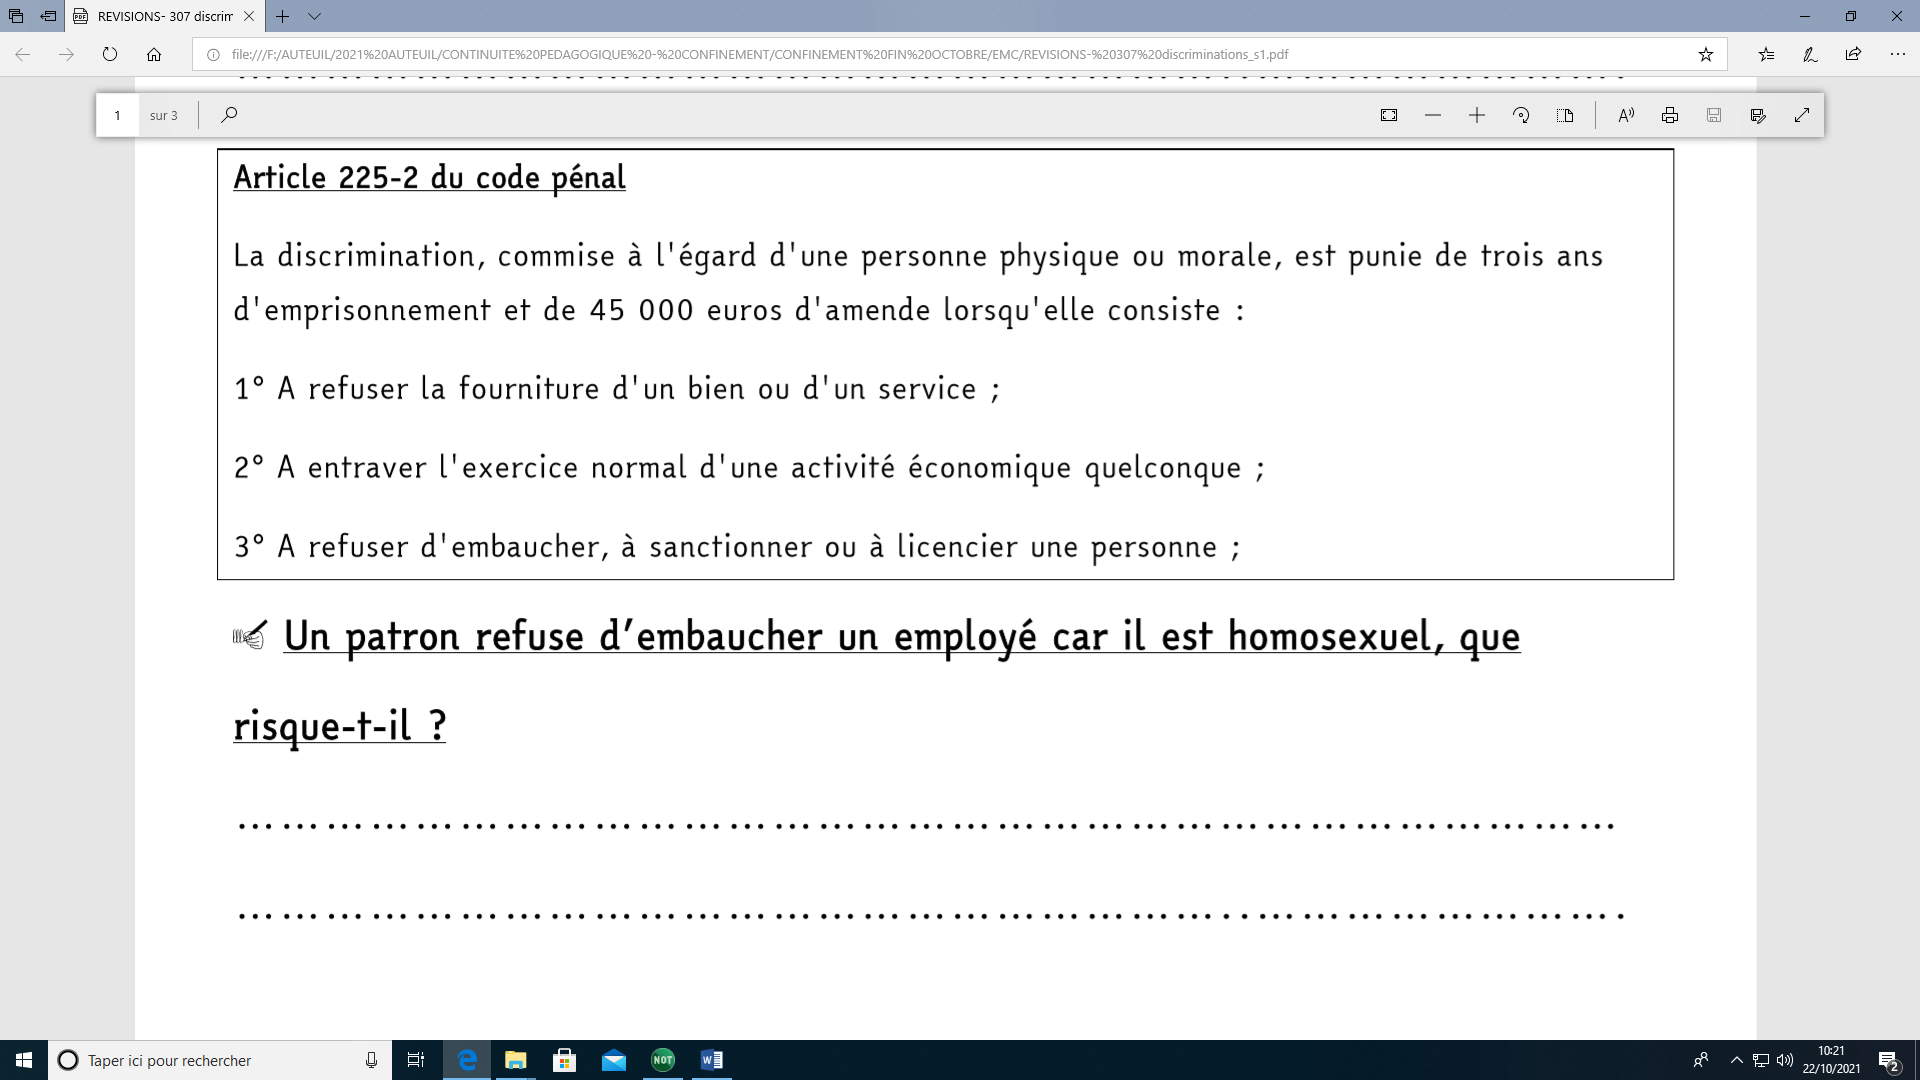 REVISIONS- 307 discrim
file:///F:/AUTEUIL/2021%20AUTEUIL/CONTINUITE%20PEDAGOGIQUE%20-%20CONFINEMENT/CONFINEMENT%20FIN%20OCTOBRE/EMC/REVISIONS-%20307%20discriminations_s1.pdf
1 sur 3
Article 225-2 du code pénal
La discrimination, commise à l'égard d'une personne physique ou morale, est punie de trois ans
d'emprisonnement et de 45 000 euros d'amende lorsqu'elle consiste :
1° A refuser la fourniture d'un bien ou d'un service ;
2° A entraver l'exercice normal d'une activité économique quelconque ;
3° A refuser d'embaucher, à sanctionner ou à licencier une personne ;
Un patron refuse d’embaucher un employé car il est homosexuel, que
risque-t-il ?
Taper ici pour rechercher
NOT
10:21
22/10/2021
2